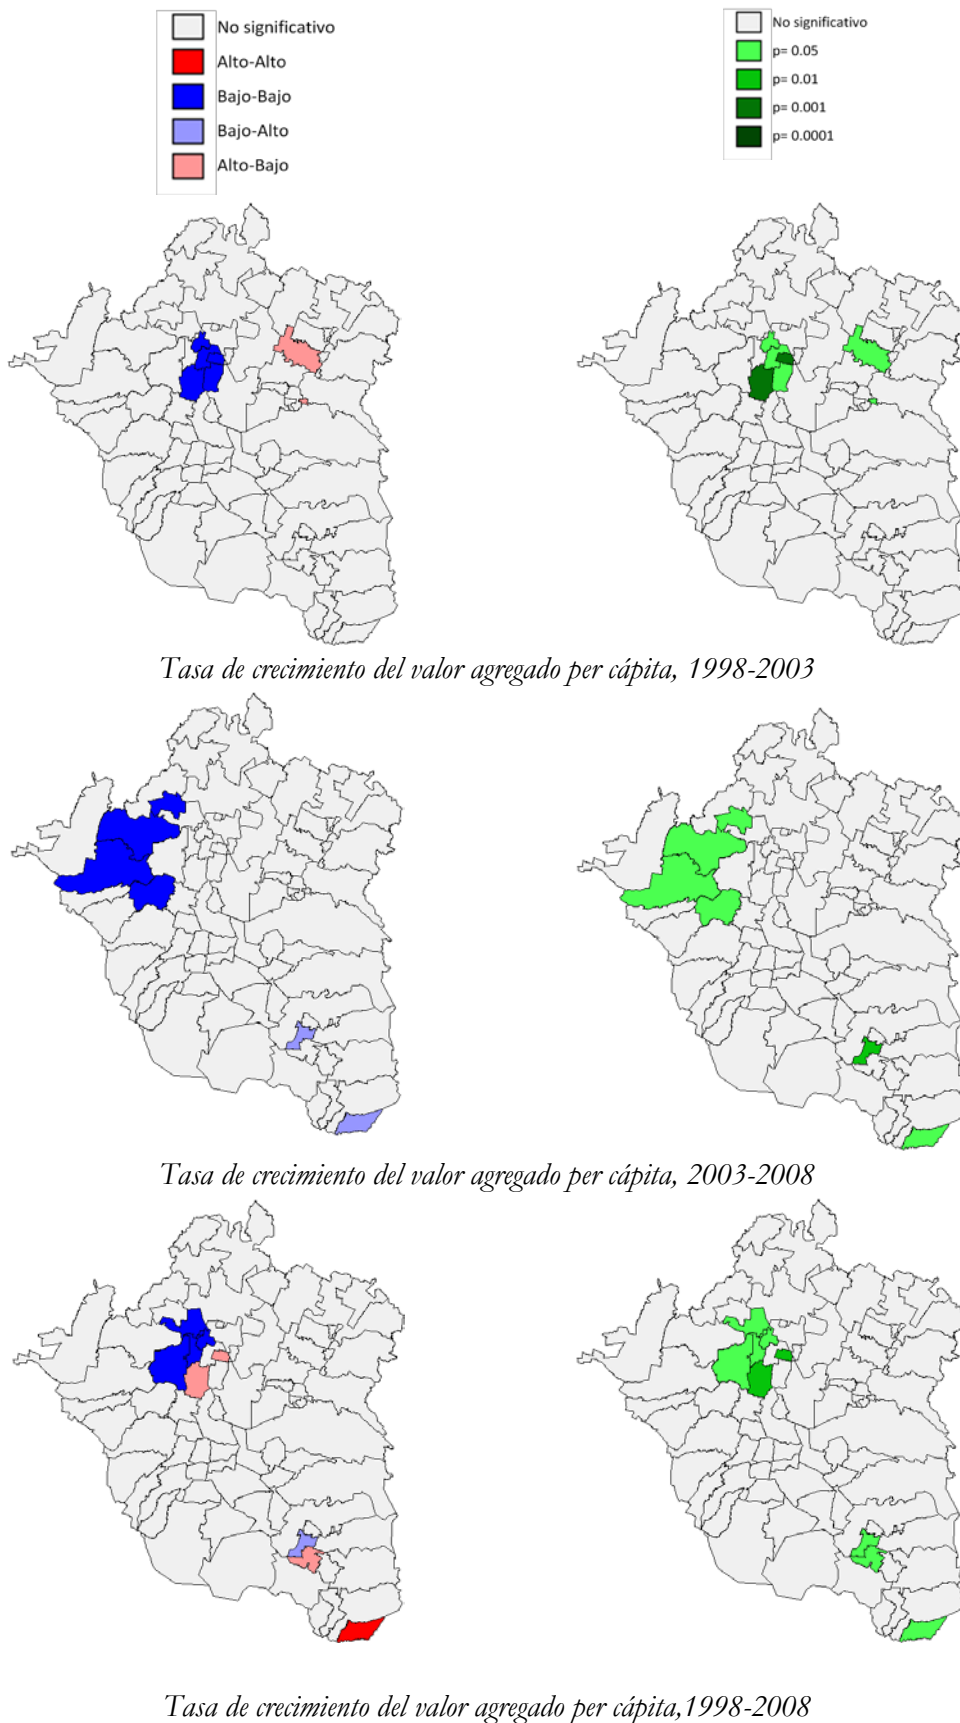 No significativo
Alto-Alto
Bajo-Bajo
Bajo-Alto
Alto-Bajo
No significativo
p= 0.05
p= 0.01
p= 0.001
p= 0.0001
Tasa de crecimiento del valor agregado per cápita, 1998-2003
Tasa de crecimiento del valor agregado per cápita, 2003-2008
Tasa de crecimiento del valor agregado per cápita,1998-2008